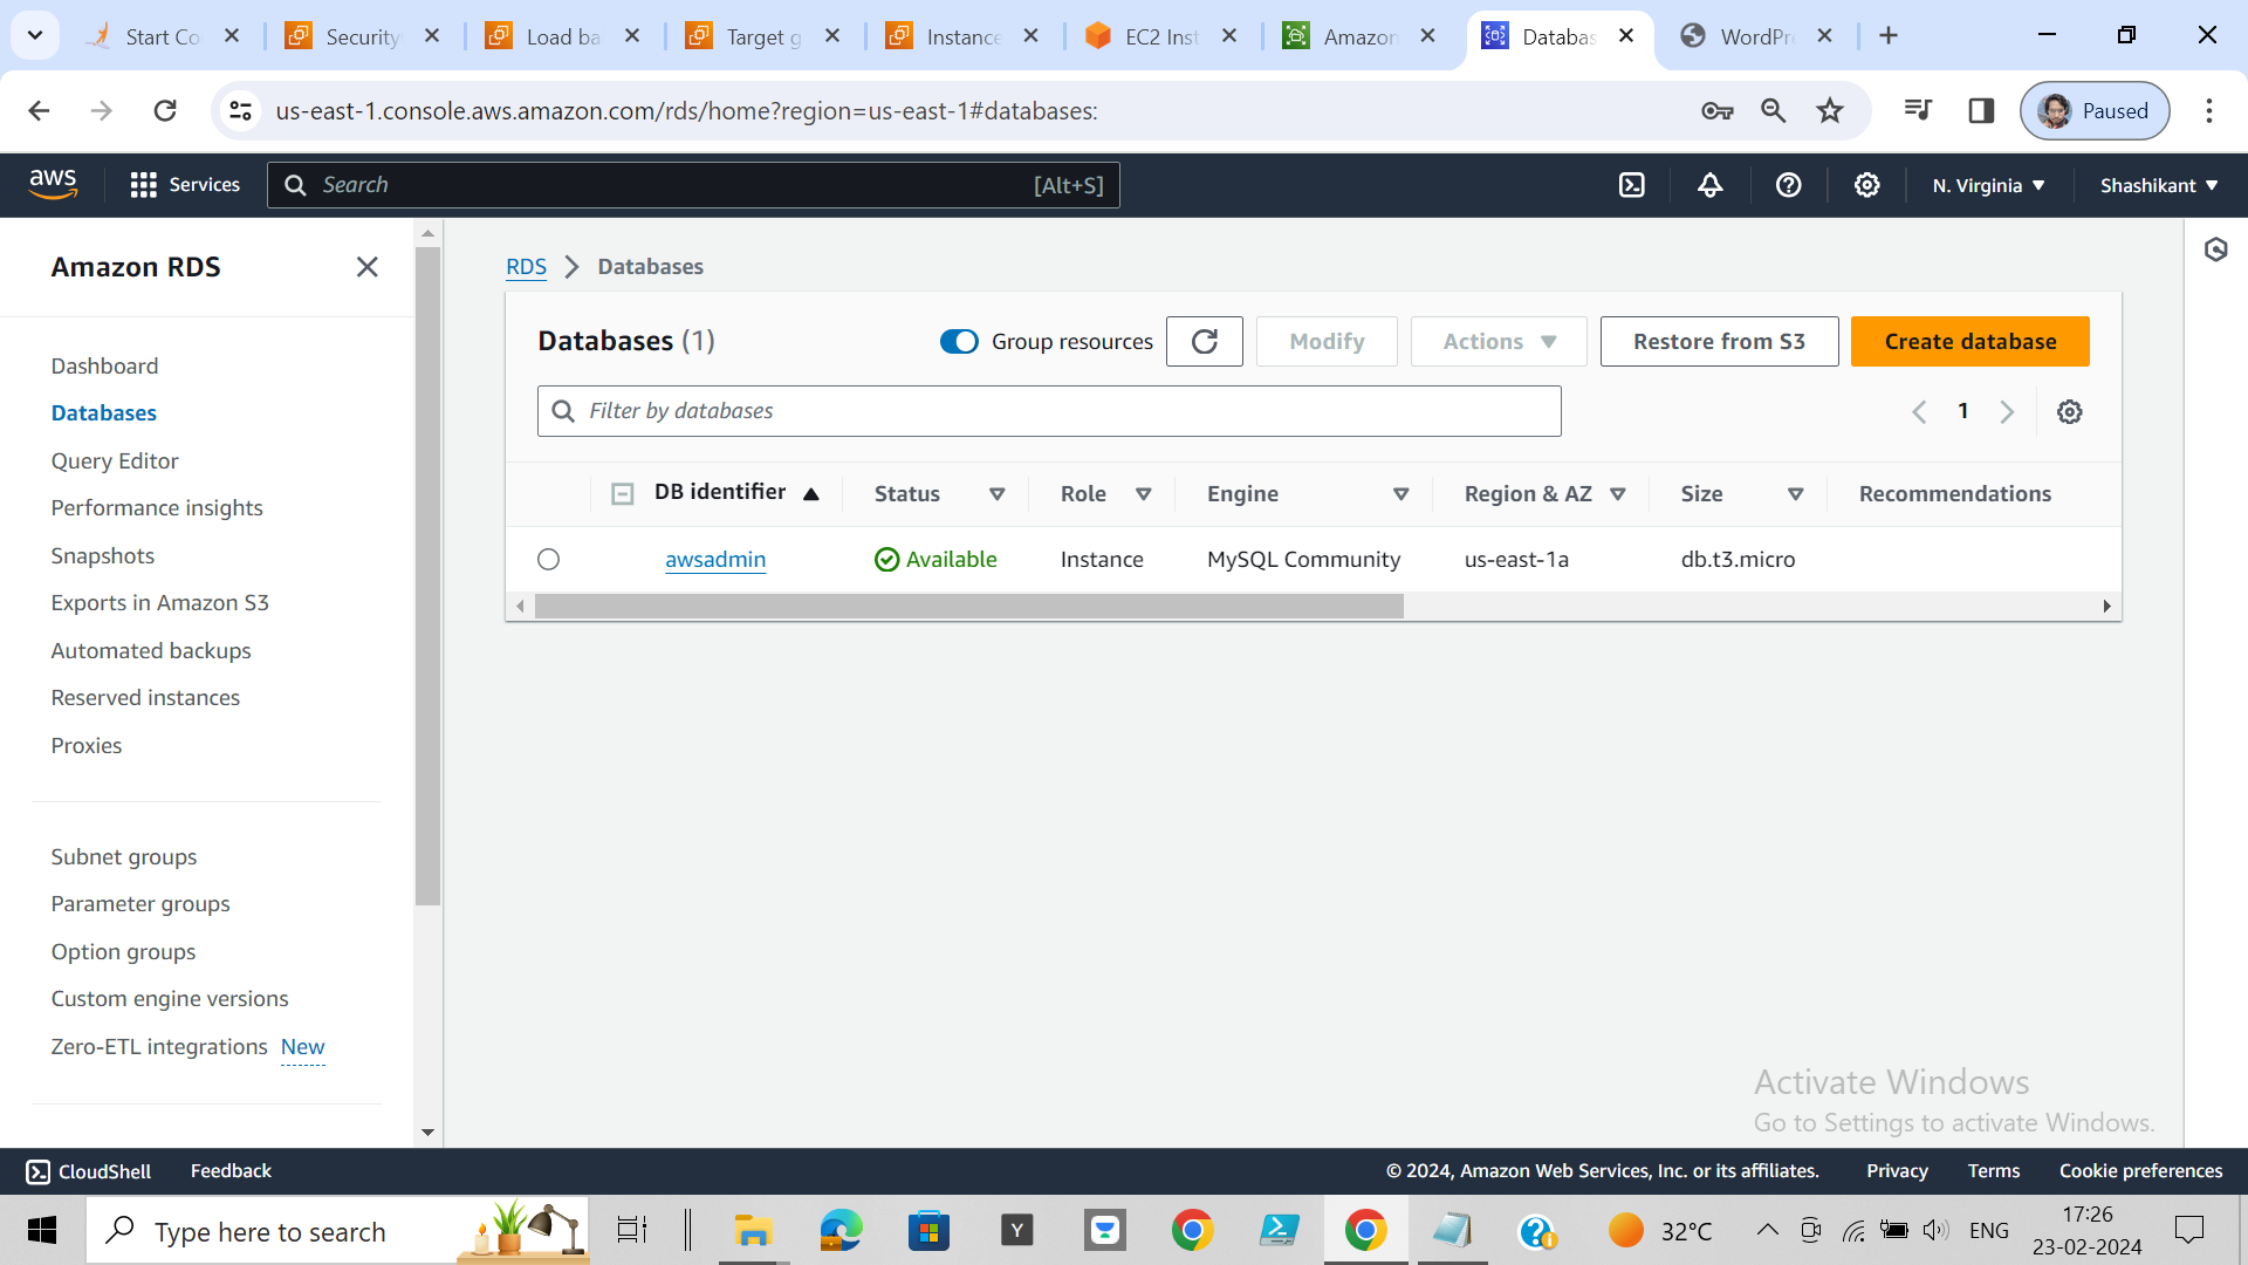 Start Co
Security
Load ba
Target g
Instance
EC2 Inst
Amazon
Databas
WordPre
us-east-1.console.aws.amazon.com/rds/home?region=us-east-1#databases:
Paused
aws
Services
Search
[Alt+S]
N. Virginia
Shashikant
Amazon RDS
Dashboard
Databases
Query Editor
Performance insights
Snapshots
Exports in Amazon S3
Automated backups
Reserved instances
Proxies
Subnet groups
Parameter groups
Option groups
Custom engine versions
Zero-ETL integrations New
RDS > Databases
Databases (1)
Group resources
Modify
Actions
Restore from S3
Create database
Filter by databases
1
DB identifier Status Role Engine Region & AZ Size Recommendations
awsadmin Available Instance MySQL Community us-east-1a db.t3.micro
Activate Windows
Go to Settings to activate Windows.
CloudShell Feedback
© 2024, Amazon Web Services, Inc. or its affiliates. Privacy Terms Cookie preferences
Type here to search
Y
32°C
ENG
17:26
23-02-2024